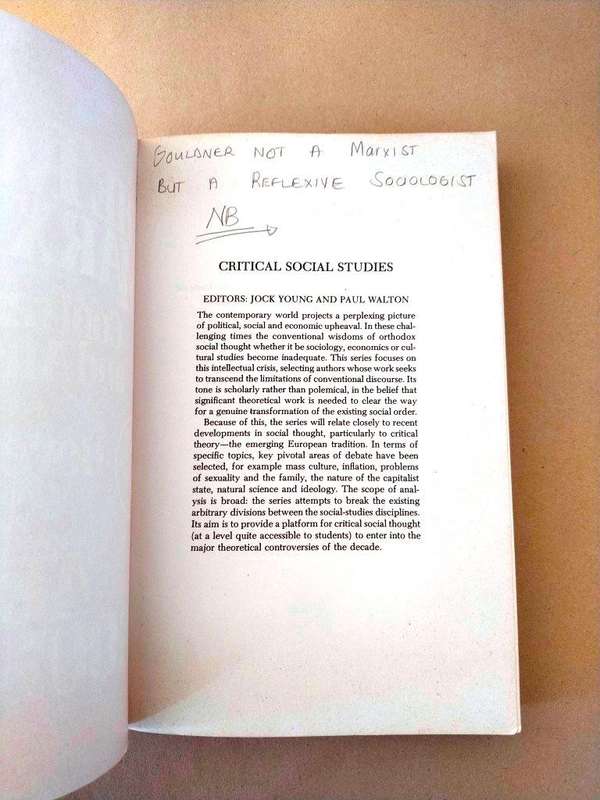 GOULDNER NOT A MARXIST
BUT A REFLEXIVE SOCIOLOGIST
NB
CRITICAL SOCIAL STUDIES
EDITORS: JOCK YOUNG AND PAUL WALTON
The contemporary world projects a perplexing picture
of political, social and economic upheaval. In these chal-
lenging times the conventional wisdoms of orthodox
social thought whether it be sociology, economics or cul-
tural studies become inadequate. This series focuses on
this intellectual crisis, selecting authors whose work seeks
to transcend the limitations of conventional discourse. Its
tone is scholarly rather than polemical, in the belief that
significant theoretical work is needed to clear the way
for a genuine transformation of the existing social order.
Because of this, the series will relate closely to recent
developments in social thought, particularly to critical
theory—the emerging European tradition. In terms of
specific topics, key pivotal areas of debate have been
selected, for example mass culture, inflation, problems
of sexuality and the family, the nature of the capitalist
state, natural science and ideology. The scope of anal-
ysis is broad: the series attempts to break the existing
arbitrary divisions between the social-studies disciplines.
Its aim is to provide a platform for critical social thought
(at a level quite accessible to students) to enter into the
major theoretical controversies of the decade.